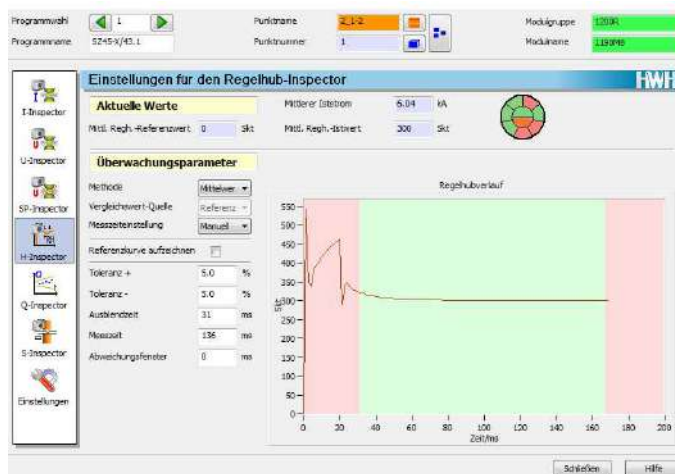 Programmwahl 1 Punktname 2_1-2 Modulgruppe 1200R
Programmname SZ45-X/43.1 Punktnummer 1 Modulname 1190MB
Einstellungen für den Regelhub-Inspector HWH
Aktuelle Werte Mittlerer Iststrom 6.04 kA
Mittl. Regh.-Referenzwert 0 Skt Mittl. Regh.-Istwert 300 Skt
I-Inspector
U-Inspector
SP-Inspector
H-Inspector
Q-Inspector
S-Inspector
Einstellungen
Überwachungsparameter
Methode Mittelwer
Vergleichswert-Quelle Referenz
Messzeiteinstellung Manuell
Referenzkurve aufzeichnen
Toleranz + 5.0 %
Toleranz - 5.0 %
Ausblendzeit 31 ms
Messzeit 136 ms
Abweichungsfenster 0 ms
Regelhubverlauf
550
500
450
400
350
300
250
200
150
100
50
0
Skt
0 20 40 60 80 100 120 140 160 180 200
Zeit/ms
Schließen Hilfe